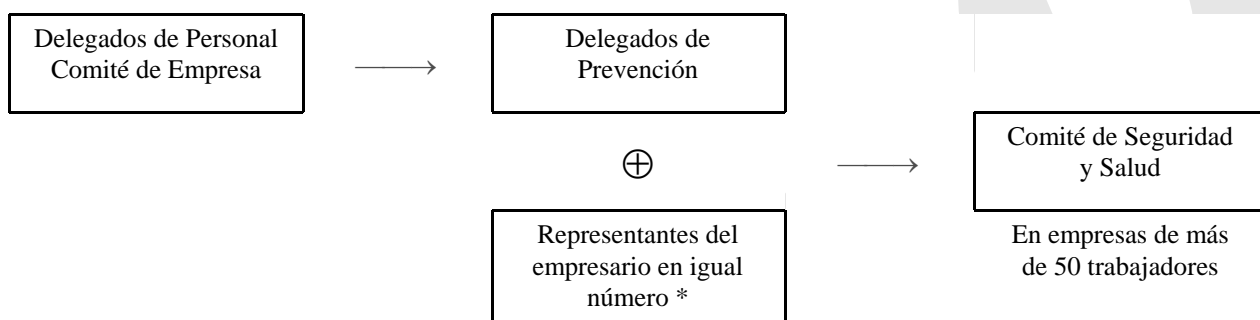 Delegados de Personal
Comité de Empresa
Delegados de
Prevención
⊕
Comité de Seguridad
y Salud
Representantes del
empresario en igual
número *
En empresas de más
de 50 trabajadores